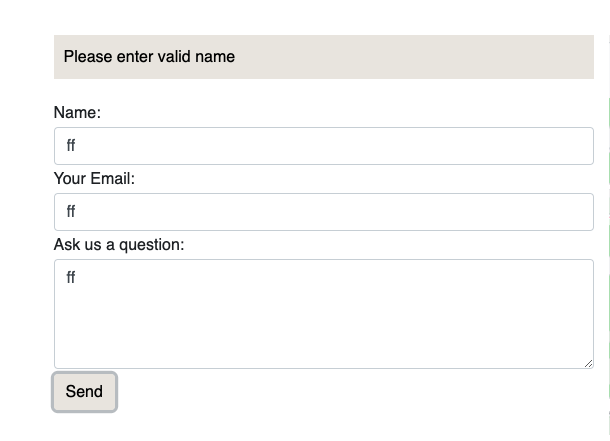 Please enter valid name
Name:
ff
Your Email:
ff
Ask us a question:
ff
Send